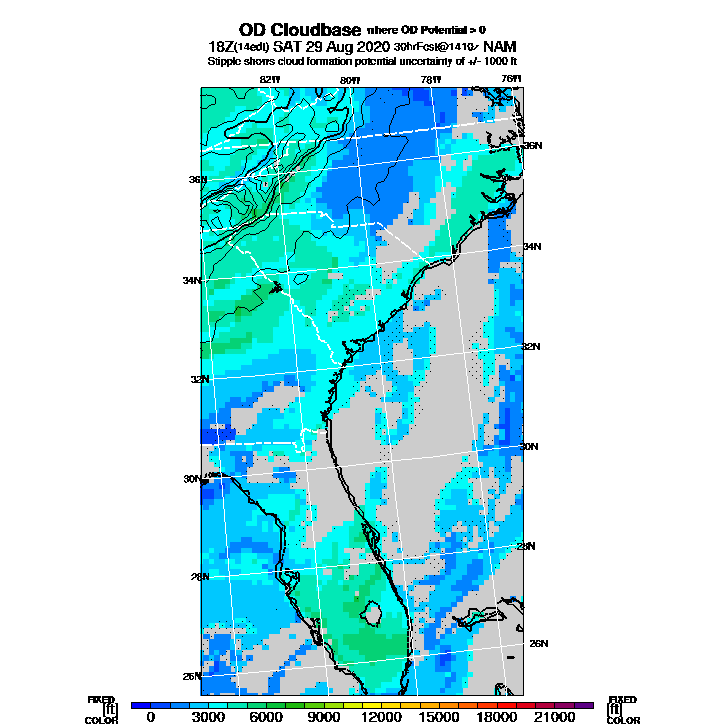 OD Cloudbase where OD Potential > 0
18Z(14edt) SAT 29 Aug 2020 NAM
Stipple shows cloud formation potential uncertainty of +/- 1000 ft
82W 80W 78W 76W
36N
36N
34N
34N
32N
32N
30N
30N
28N
28N
26N
26N
FIXED FIXED
[ft] [ft]
COLOR 0 3000 6000 9000 12000 15000 18000 21000 COLOR